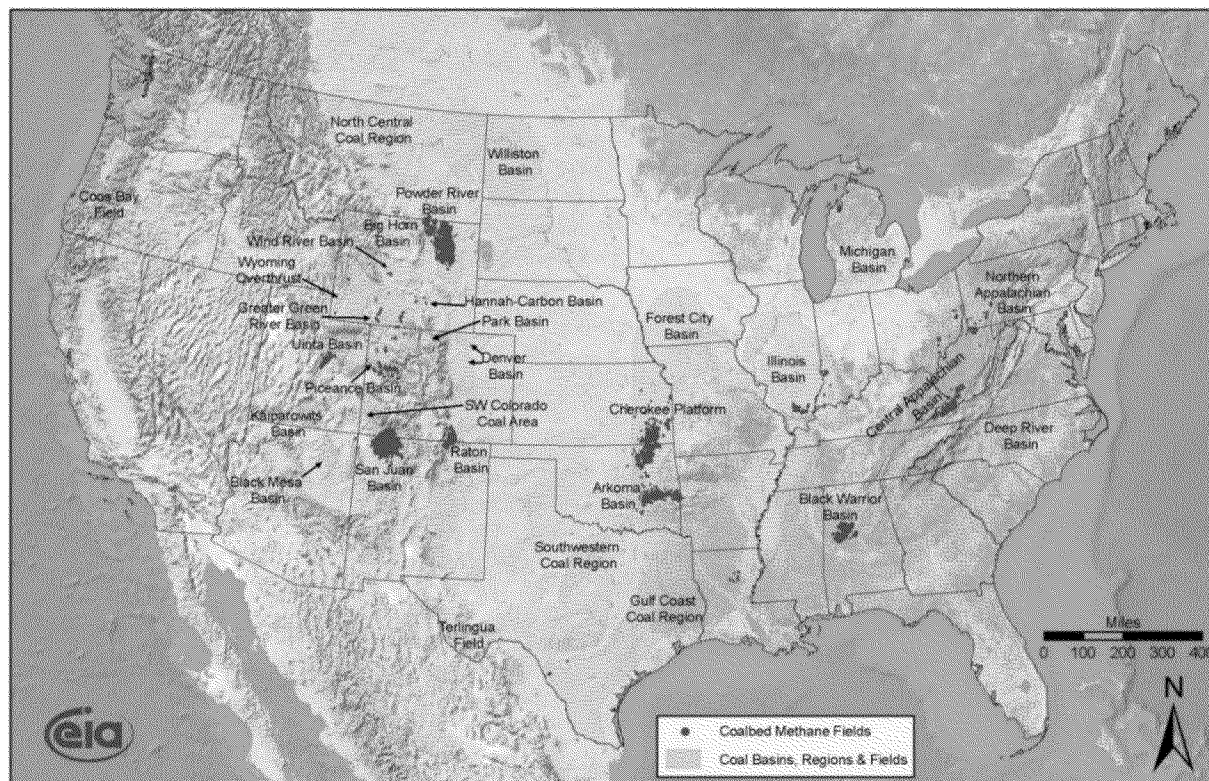 North Central
Coal Region
Williston
Basin
Coos Bay
Field
Powder River
Basin
Big Horn
Basin
Wind River Basin
Wyoming
Overthrust
Michigan
Basin
Northern
Appalachian
Basin
Hannah-Carbon Basin
Greater Green
River Basin
Park Basin
Forest City
Basin
Uinta Basin
Denver
Basin
Illinois
Basin
Piceance Basin
Central Appalachian
Basin
Kaiparowits
Basin
SW Colorado
Coal Area
Cherokee Platform
Deep River
Basin
Raton
Basin
San Juan
Basin
Black Mesa
Basin
Arkoma
Basin
Black Warrior
Basin
Southwestern
Coal Region
Gulf Coast
Coal Region
Terlingua
Field
Miles
0 100 200 300 400
N
eia
Coalbed Methane Fields
Coal Basins, Regions & Fields